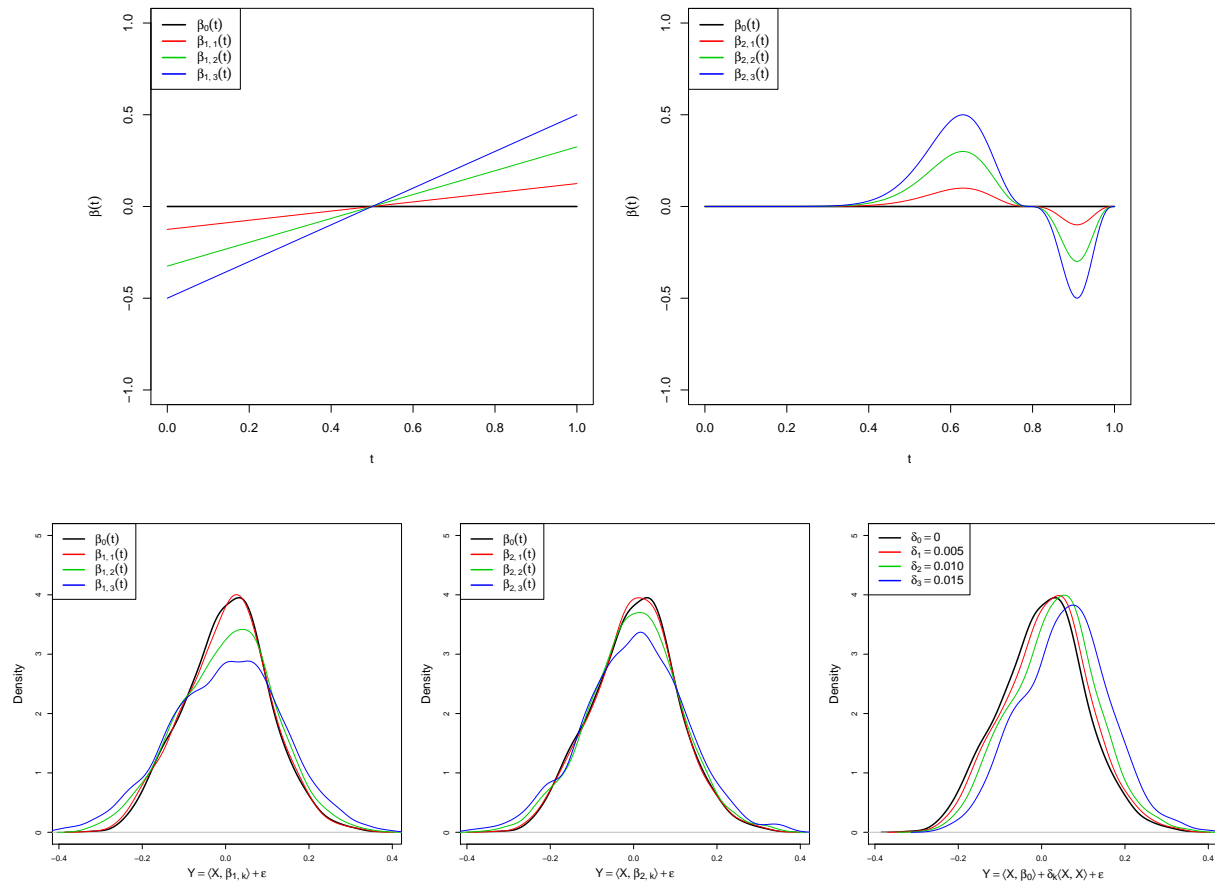 β(t)
1.0
0.5
0.0
−0.5
−1.0
β₀(t)
β₁,₁(t)
β₁,₂(t)
β₁,₃(t)
0.0 0.2 0.4 0.6 0.8 1.0
t
β(t)
1.0
0.5
0.0
−0.5
−1.0
β₀(t)
β₂,₁(t)
β₂,₂(t)
β₂,₃(t)
0.0 0.2 0.4 0.6 0.8 1.0
t
Density
5
4
3
2
1
0
β₀(t)
β₁,₁(t)
β₁,₂(t)
β₁,₃(t)
−0.4 −0.2 0.0 0.2 0.4
Y = ⟨X, β₁,ₖ⟩ + ε
Density
5
4
3
2
1
0
β₀(t)
β₂,₁(t)
β₂,₂(t)
β₂,₃(t)
−0.4 −0.2 0.0 0.2 0.4
Y = ⟨X, β₂,ₖ⟩ + ε
Density
5
4
3
2
1
0
δ₀ = 0
δ₁ = 0.005
δ₂ = 0.010
δ₃ = 0.015
−0.4 −0.2 0.0 0.2 0.4
Y = ⟨X, β₀⟩ + δₖ⟨X, X⟩ + ε